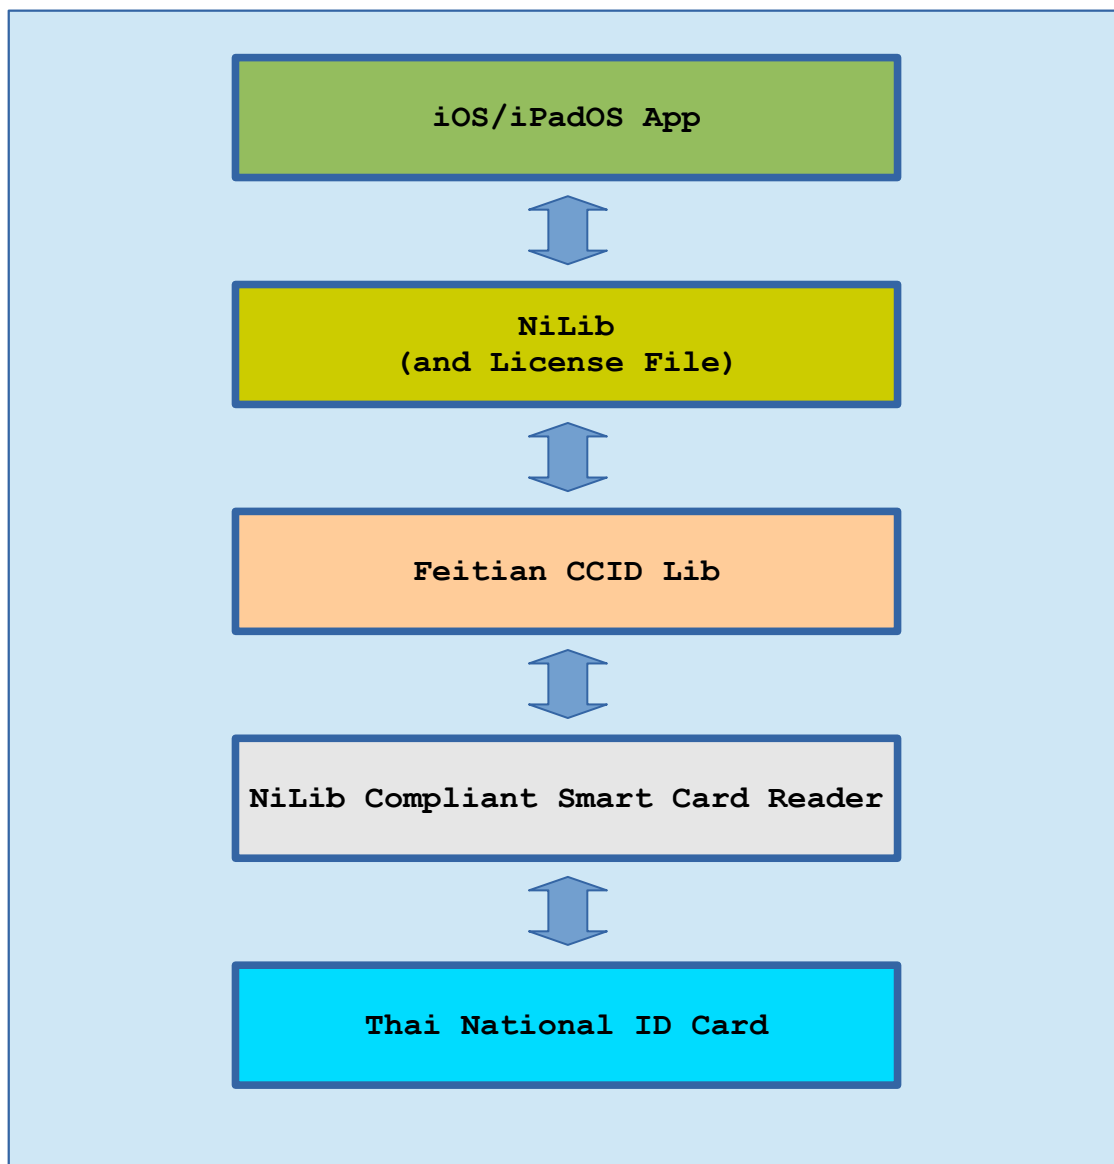 iOS/iPadOS App
NiLib
(and License File)
Feitian CCID Lib
NiLib Compliant Smart Card Reader
Thai National ID Card